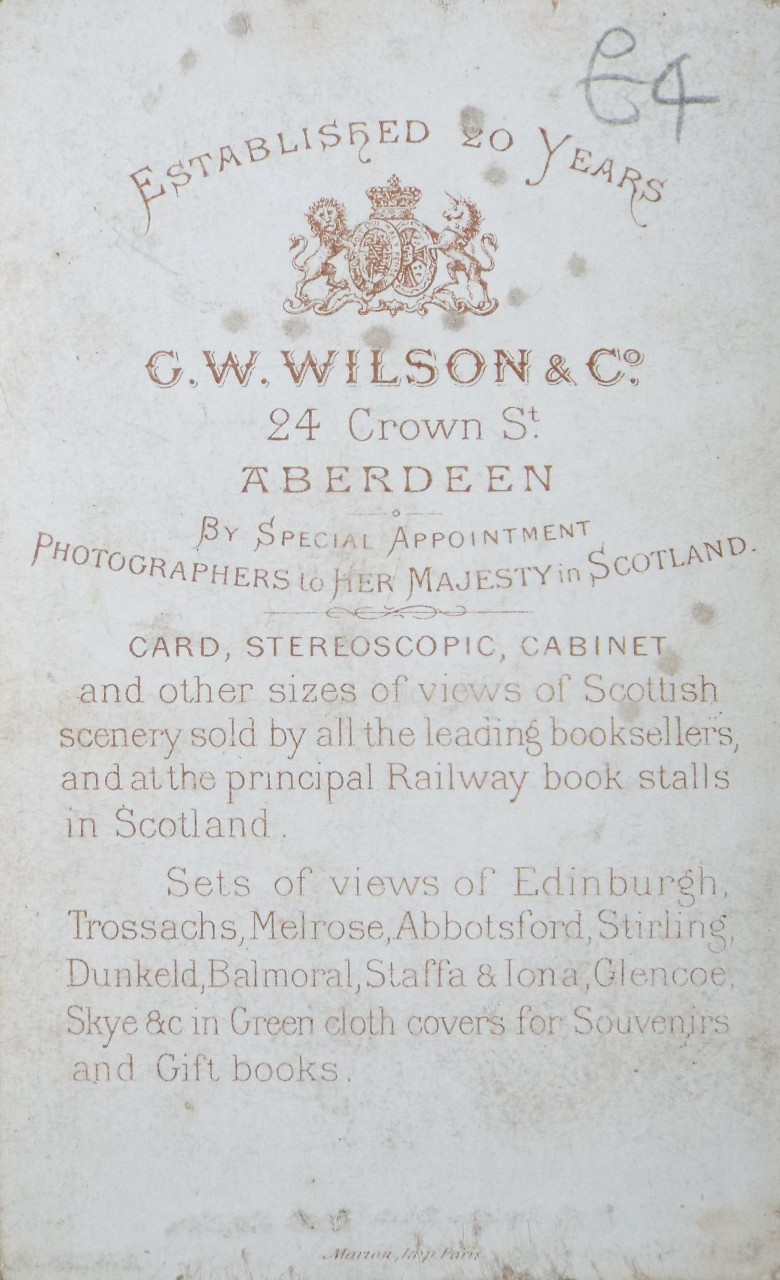 £4
ESTABLISHED 20 YEARS
G. W. WILSON & Co.
24 Crown St.
ABERDEEN
BY SPECIAL APPOINTMENT
PHOTOGRAPHERS to HER MAJESTY in SCOTLAND.
CARD, STEREOSCOPIC, CABINET
and other sizes of views of Scottish
scenery sold by all the leading booksellers,
and at the principal Railway book stalls
in Scotland.
Sets of views of Edinburgh,
Trossachs, Melrose, Abbotsford, Stirling,
Dunkeld, Balmoral, Staffa & Iona, Glencoe,
Skye &c in Green cloth covers for Souvenirs
and Gift books.
Marion, Imp. Paris